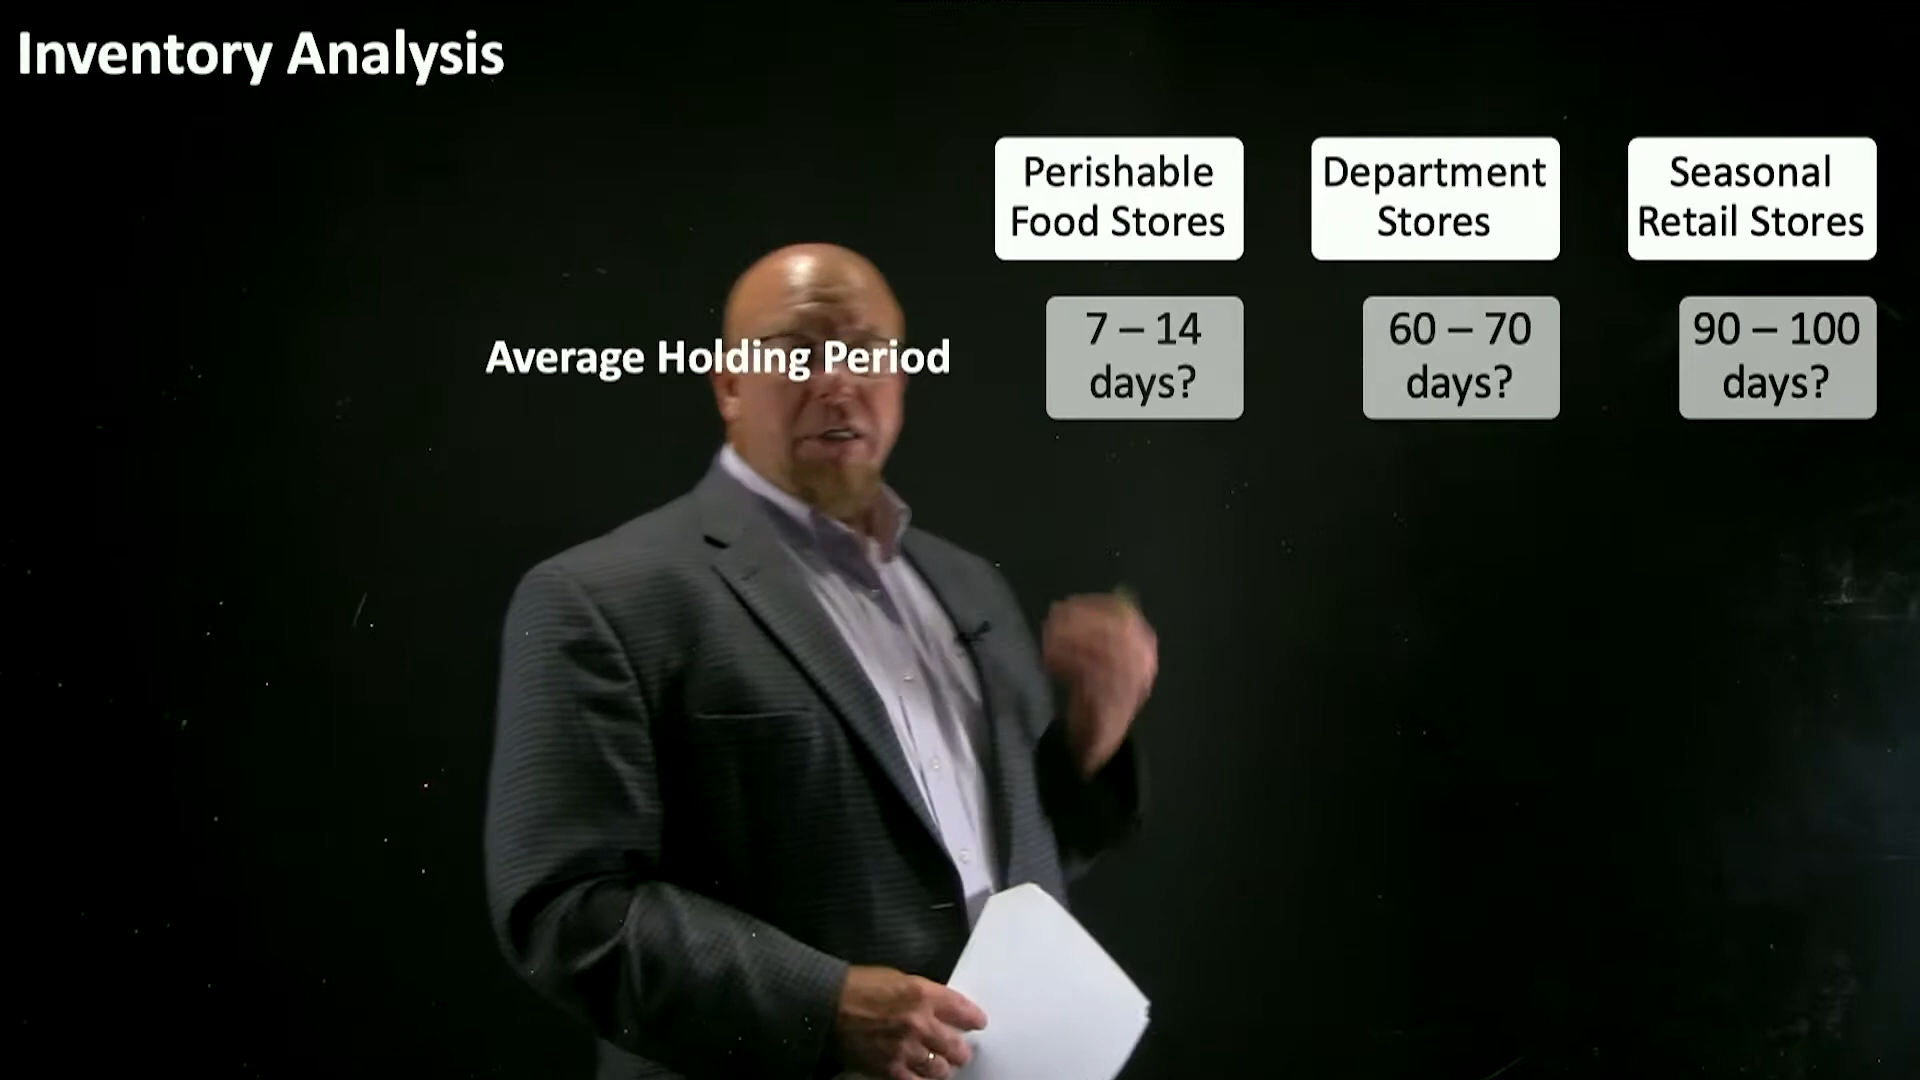 Inventory Analysis
Perishable
Food Stores
Department
Stores
Seasonal
Retail Stores
Average Holding Period
7 – 14
days?
60 – 70
days?
90 – 100
days?